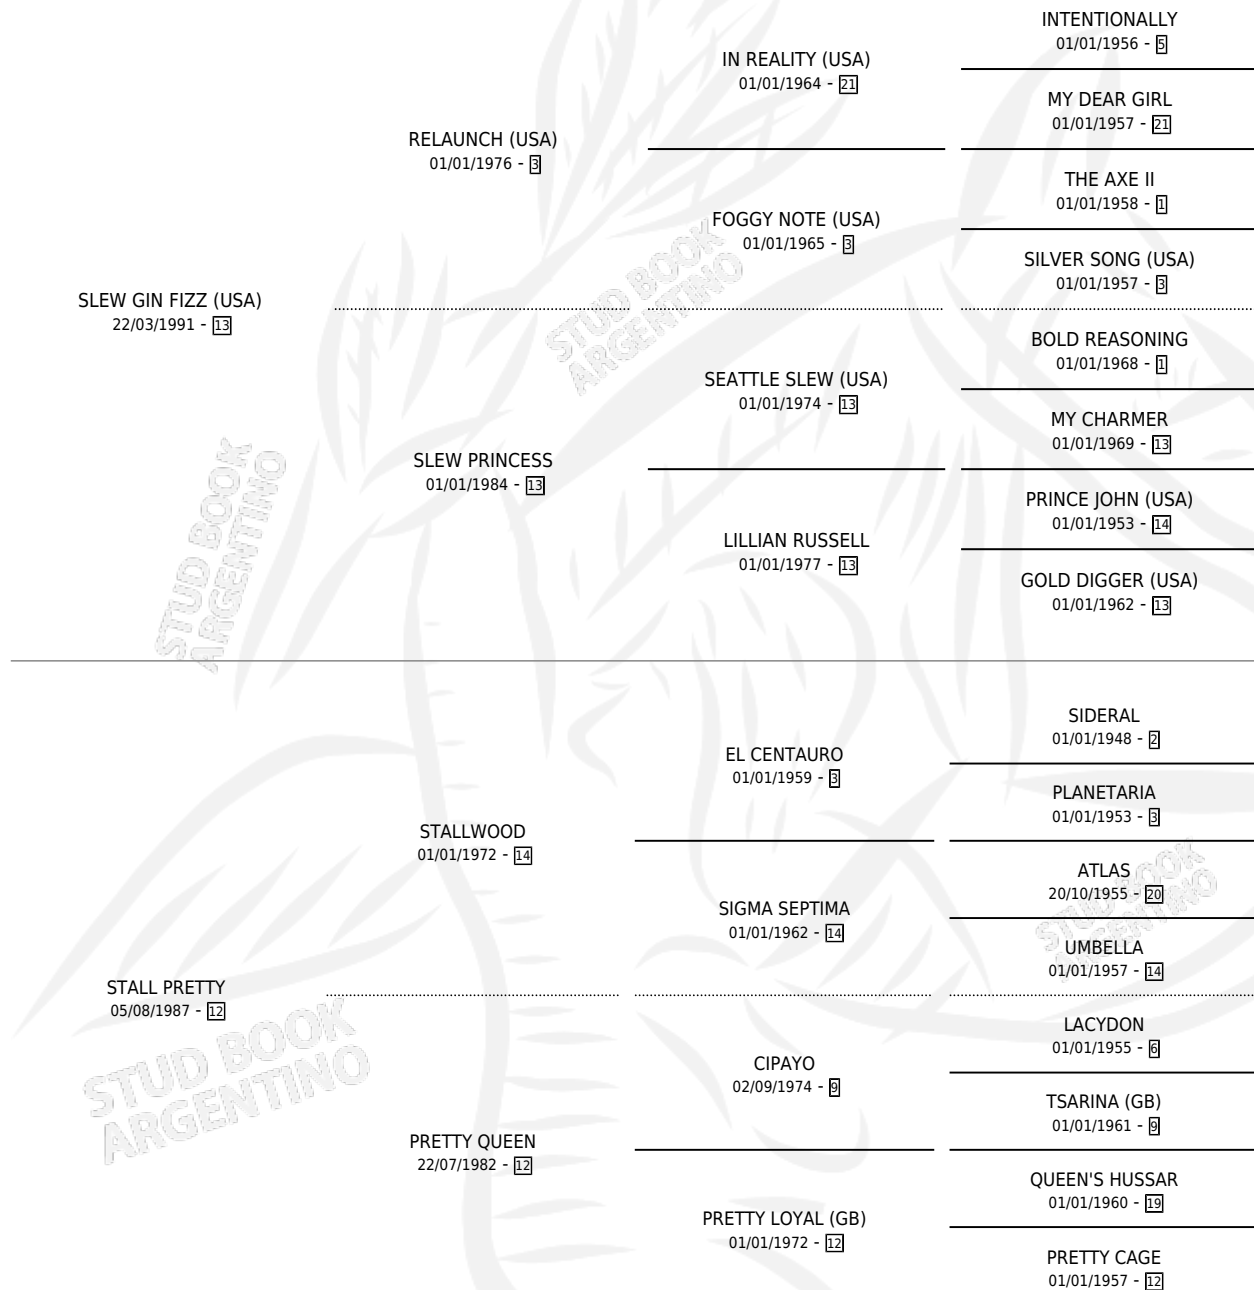 INTENTIONALLY
01/01/1956 - 5
IN REALITY (USA)
01/01/1964 - 21
MY DEAR GIRL
01/01/1957 - 21
RELAUNCH (USA)
01/01/1976 - 3
THE AXE II
01/01/1958 - 1
FOGGY NOTE (USA)
01/01/1965 - 3
SILVER SONG (USA)
01/01/1957 - 3
SLEW GIN FIZZ (USA)
22/03/1991 - 13
BOLD REASONING
01/01/1968 - 1
SEATTLE SLEW (USA)
01/01/1974 - 13
MY CHARMER
01/01/1969 - 13
SLEW PRINCESS
01/01/1984 - 13
PRINCE JOHN (USA)
01/01/1953 - 14
LILLIAN RUSSELL
01/01/1977 - 13
GOLD DIGGER (USA)
01/01/1962 - 13
SIDERAL
01/01/1948 - 2
EL CENTAURO
01/01/1959 - 3
PLANETARIA
01/01/1953 - 3
STALLWOOD
01/01/1972 - 14
ATLAS
20/10/1955 - 20
SIGMA SEPTIMA
01/01/1962 - 14
UMBELLA
01/01/1957 - 14
STALL PRETTY
05/08/1987 - 12
LACYDON
01/01/1955 - 6
CIPAYO
02/09/1974 - 9
TSARINA (GB)
01/01/1961 - 9
PRETTY QUEEN
22/07/1982 - 12
QUEEN'S HUSSAR
01/01/1960 - 19
PRETTY LOYAL (GB)
01/01/1972 - 12
PRETTY CAGE
01/01/1957 - 12
STUD BOOK
ARGENTINO
STUD BOOK
ARGENTINO
STUD BOOK
ARGENTINO
STUD BOOK
ARGENTINO